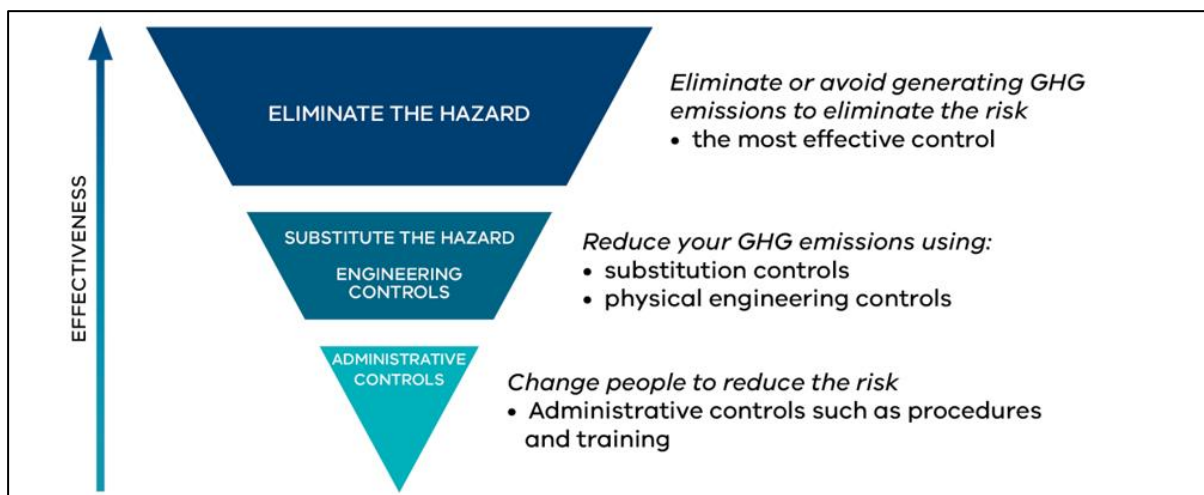 EFFECTIVENESS
ELIMINATE THE HAZARD
Eliminate or avoid generating GHG
emissions to eliminate the risk
• the most effective control
SUBSTITUTE THE HAZARD
ENGINEERING
CONTROLS
Reduce your GHG emissions using:
• substitution controls
• physical engineering controls
ADMINISTRATIVE
CONTROLS
Change people to reduce the risk
• Administrative controls such as procedures
and training